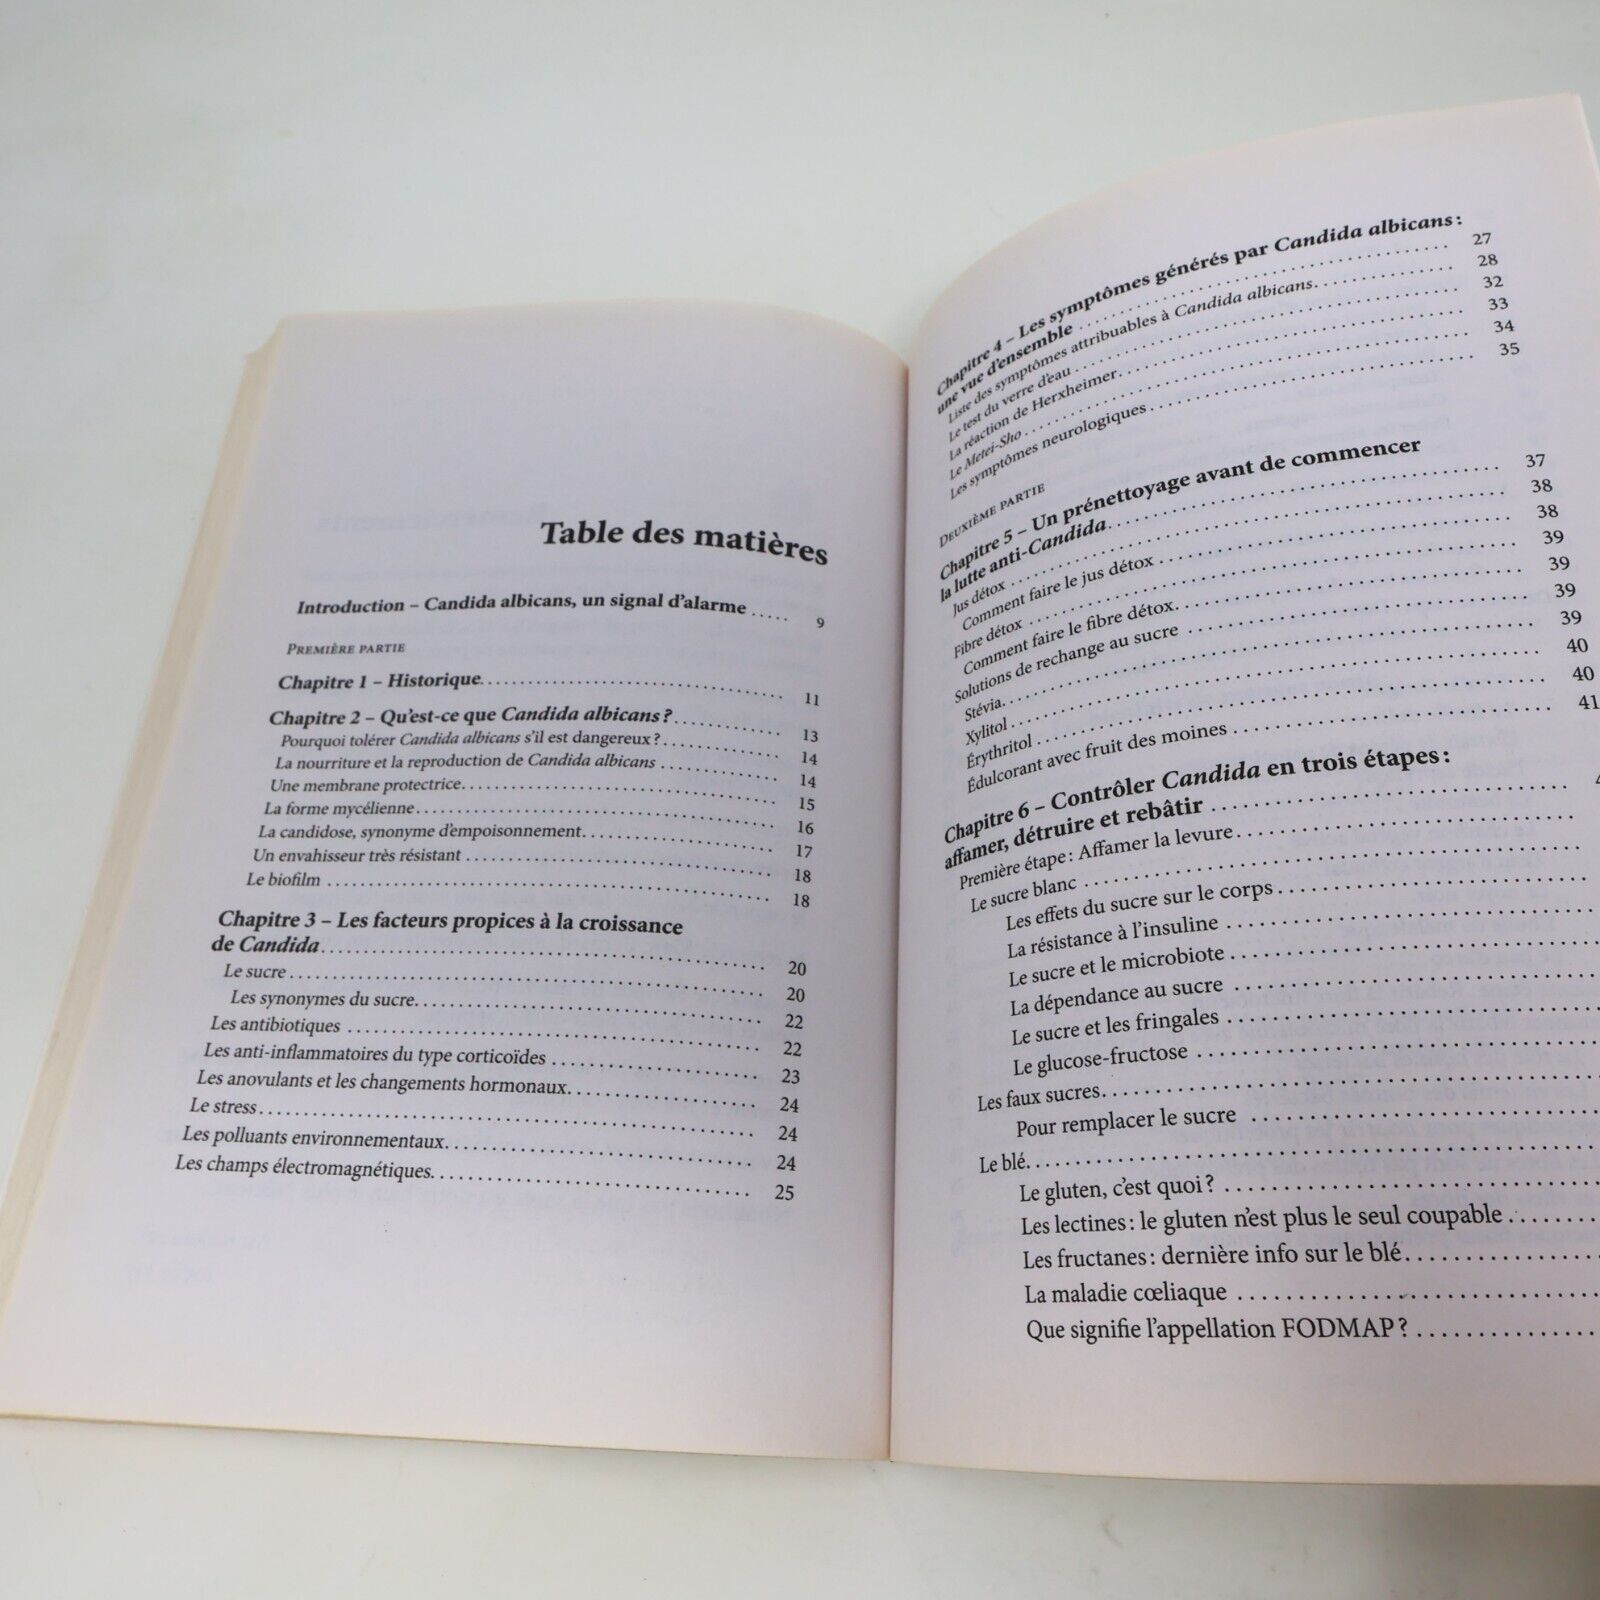 Table des matières
Introduction – Candida albicans, un signal d'alarme ..... 9
Première partie
Chapitre 1 – Historique ..... 11
Chapitre 2 – Qu'est-ce que Candida albicans ? ..... 13
Pourquoi tolérer Candida albicans s'il est dangereux ? ..... 14
La nourriture et la reproduction de Candida albicans ..... 14
Une membrane protectrice ..... 15
La forme mycélienne ..... 16
La candidose, synonyme d'empoisonnement ..... 17
Un envahisseur très résistant ..... 18
Le biofilm ..... 18
Chapitre 3 – Les facteurs propices à la croissance
de Candida ..... 20
Le sucre ..... 20
Les synonymes du sucre ..... 22
Les antibiotiques ..... 22
Les anti-inflammatoires du type corticoïdes ..... 23
Les anovulants et les changements hormonaux ..... 24
Le stress ..... 24
Les polluants environnementaux ..... 24
Les champs électromagnétiques ..... 25
Chapitre 4 – Les symptômes générés par Candida albicans :
une vue d'ensemble ..... 27
Liste des symptômes attribuables à Candida albicans ..... 28
Le test du verre d'eau ..... 32
La réaction de Herxheimer ..... 33
Le Metei-Sho ..... 34
Les symptômes neurologiques ..... 35
Deuxième partie
Chapitre 5 – Un prénettoyage avant de commencer
la lutte anti-Candida ..... 37
Jus détox ..... 38
Comment faire le jus détox ..... 38
Fibre détox ..... 39
Comment faire le fibre détox ..... 39
Solutions de rechange au sucre ..... 39
Stévia ..... 39
Xylitol ..... 40
Érythritol ..... 40
Édulcorant avec fruit des moines ..... 41
Chapitre 6 – Contrôler Candida en trois étapes :
affamer, détruire et rebâtir .....
Première étape : Affamer la levure .....
Le sucre blanc .....
Les effets du sucre sur le corps .....
La résistance à l'insuline .....
Le sucre et le microbiote .....
La dépendance au sucre .....
Le sucre et les fringales .....
Le glucose-fructose .....
Les faux sucres .....
Pour remplacer le sucre .....
Le blé .....
Le gluten, c'est quoi ? .....
Les lectines : le gluten n'est plus le seul coupable .....
Les fructanes : dernière info sur le blé .....
La maladie cœliaque .....
Que signifie l'appellation FODMAP ? .....